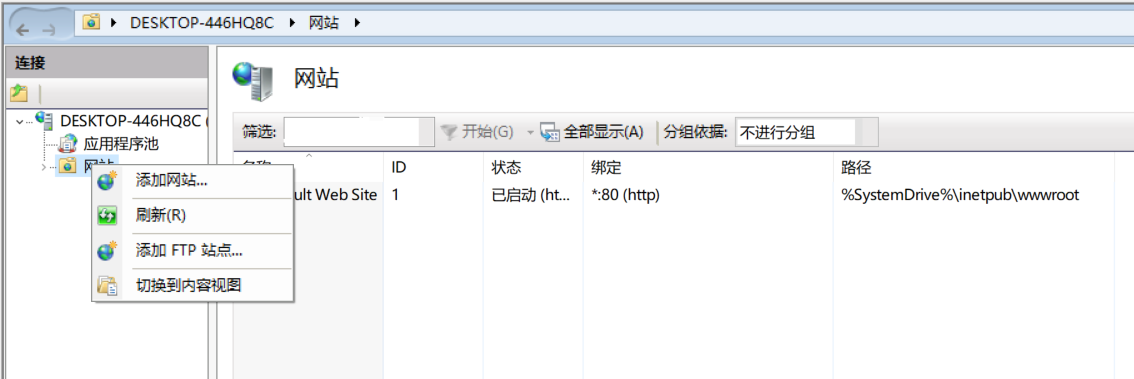 DESKTOP-446HQ8C 网站
连接
网站
DESKTOP-446HQ8C (
筛选: 开始(G) 全部显示(A) 分组依据: 不进行分组
应用程序池
网站
名称 ID 状态 绑定 路径
添加网站...
ult Web Site 1 已启动 (ht... *:80 (http) %SystemDrive%\inetpub\wwwroot
刷新(R)
添加 FTP 站点...
切换到内容视图